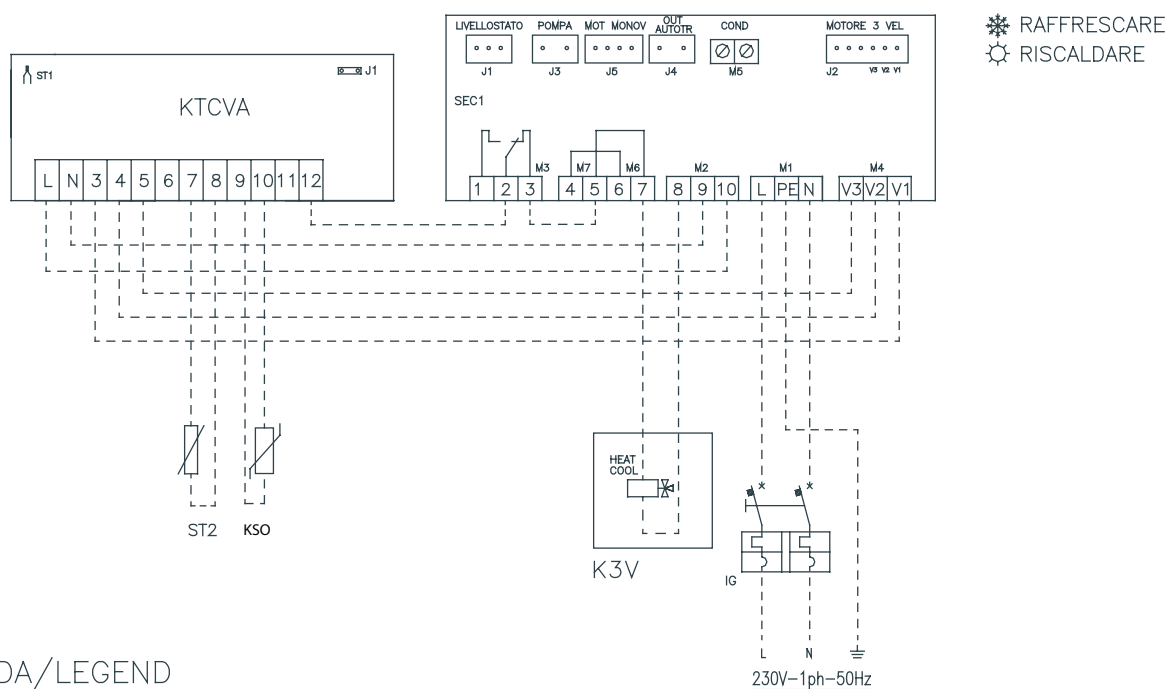 LIVELLOSTATO POMPA MOT MONOV OUT AUTOTR COND MOTORE 3 VEL
RAFFRESCARE
RISCALDARE
J1 J3 J5 J4 M5 J2 V3 V2 V1
ST1 J1
KTCVA
SEC1
M3 M7 M6 M2 M1 M4
L N 3 4 5 6 7 8 9 10 11 12
1 2 3 4 5 6 7 8 9 10 L PE N V3 V2 V1
HEAT
COOL
ST2 KSO
K3V
IG
L N
230V-1ph-50Hz
DA/LEGEND